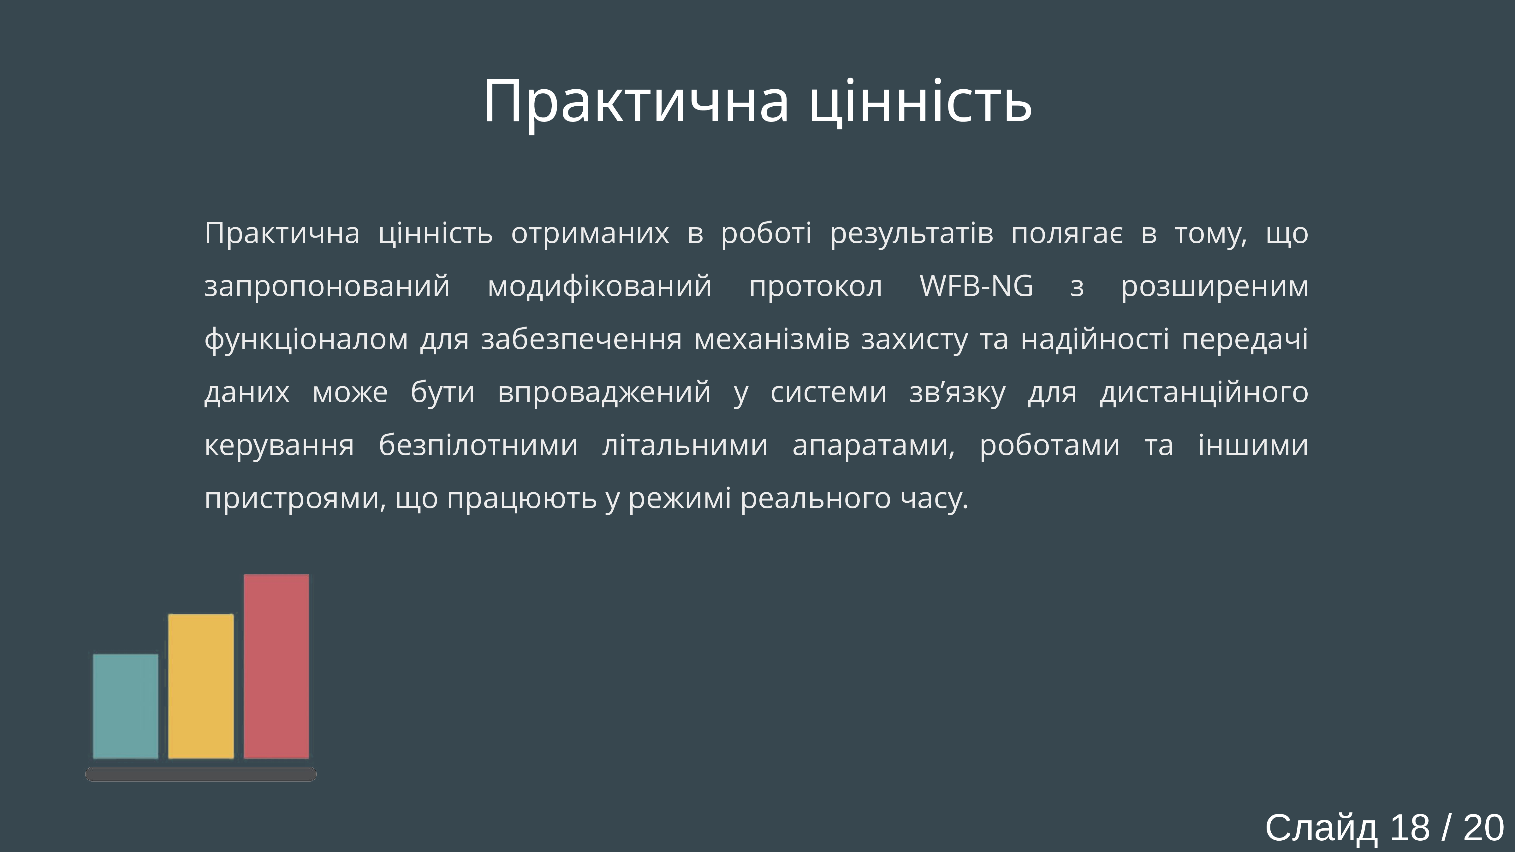 Практична цінність
Практична цінність отриманих в роботі результатів полягає в тому, що
запропонований модифікований протокол WFB-NG з розширеним
функціоналом для забезпечення механізмів захисту та надійності передачі
даних може бути впроваджений у системи зв’язку для дистанційного
керування безпілотними літальними апаратами, роботами та іншими
пристроями, що працюють у режимі реального часу.
Слайд 18 / 20